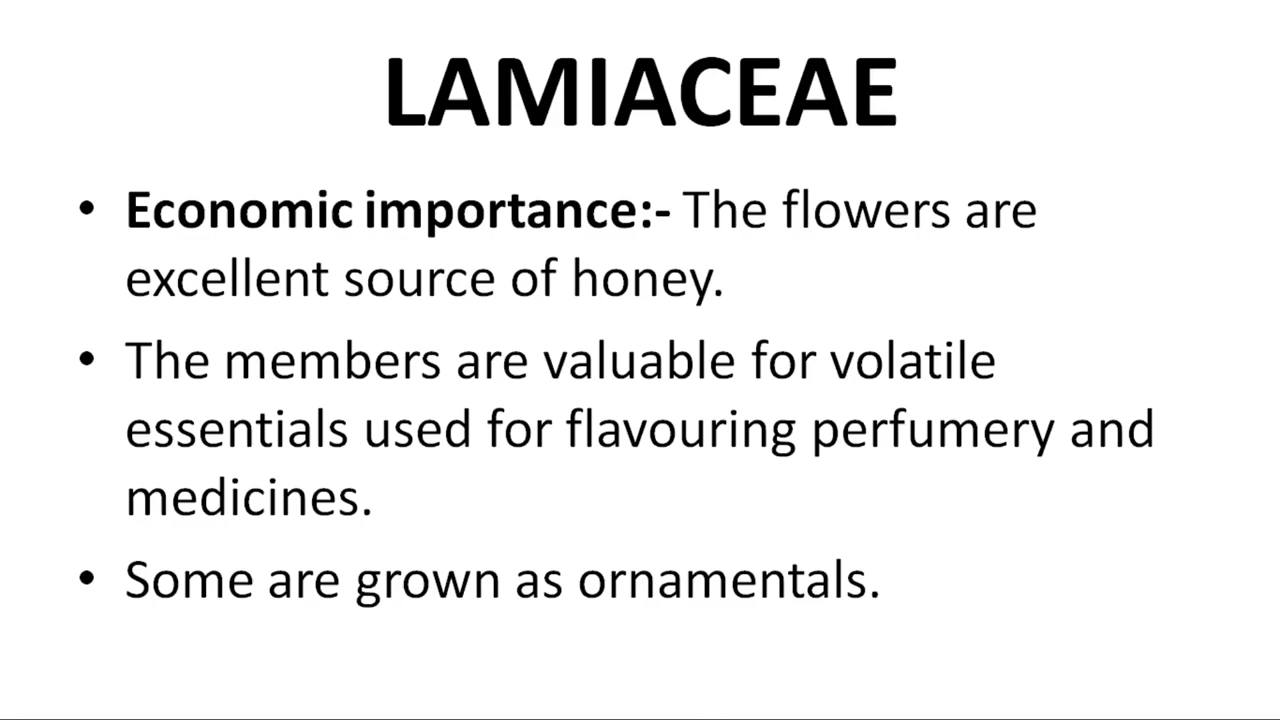 LAMIACEAE
• Economic importance:- The flowers are
excellent source of honey.
• The members are valuable for volatile
essentials used for flavouring perfumery and
medicines.
• Some are grown as ornamentals.